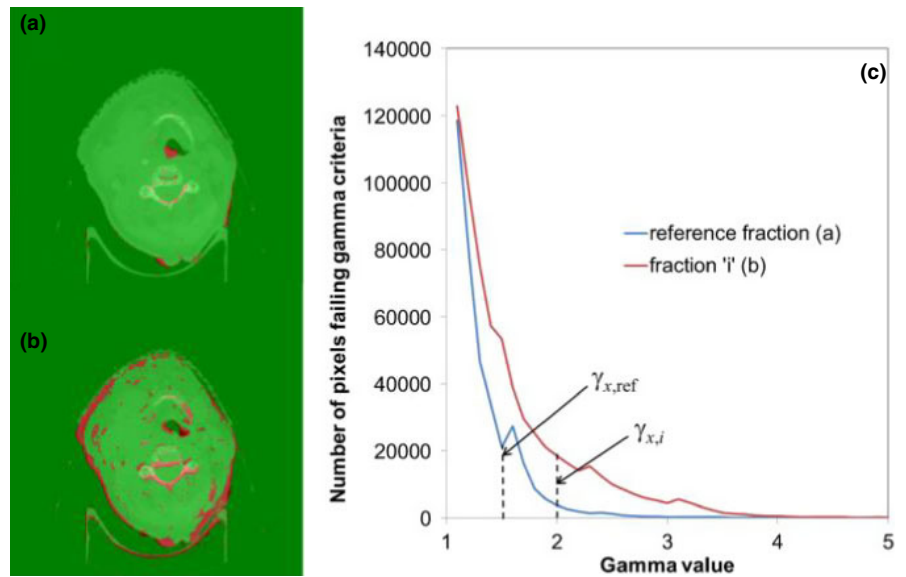 (a)
(b)
(c)
Number of pixels failing gamma criteria
140000
120000
100000
80000
60000
40000
20000
0
reference fraction (a)
fraction 'i' (b)
γx,ref
γx,i
1
2
3
4
5
Gamma value